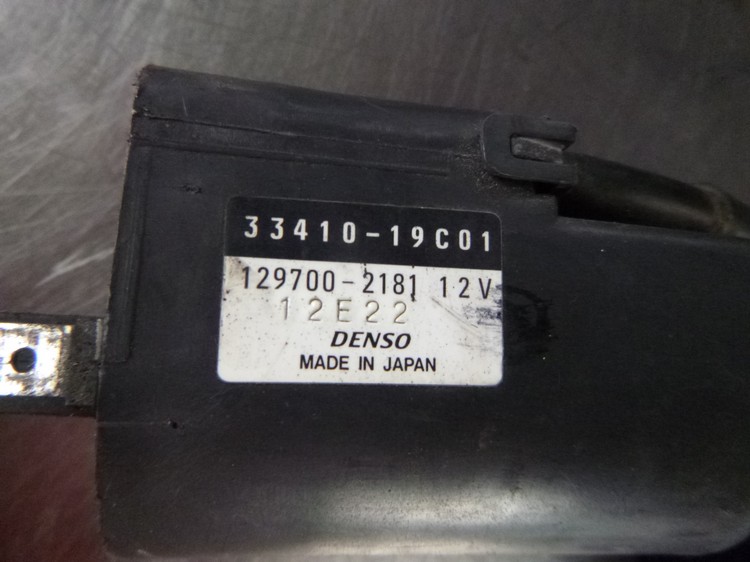 33410-19C01
129700-2181 12V
12E22
DENSO
MADE IN JAPAN